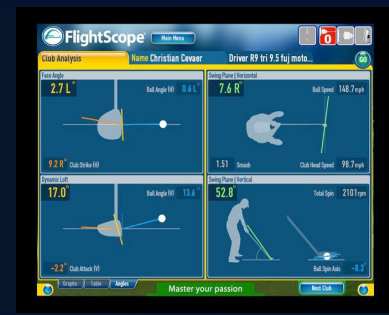 FlightScope® Main Menu
0
Club Analysis Name Christian Cevaer Driver R9 tri 9.5 fuj moto... GO
Face Angle
2.7 L° Ball Angle (H) 0.6 L°
9.2 R° Club Strike (H)
Swing Plane | Horizontal
7.6 R° Ball Speed 148.7 mph
1.51 Smash Club Head Speed 98.7 mph
Dynamic Loft
17.0° Ball Angle (V) 13.6°
-2.2° Club Attack (V)
Swing Plane | Vertical
52.8° Total Spin 2101 rpm
Ball Spin Axis -8.3°
Graphs Table Angles Master your passion Next Club